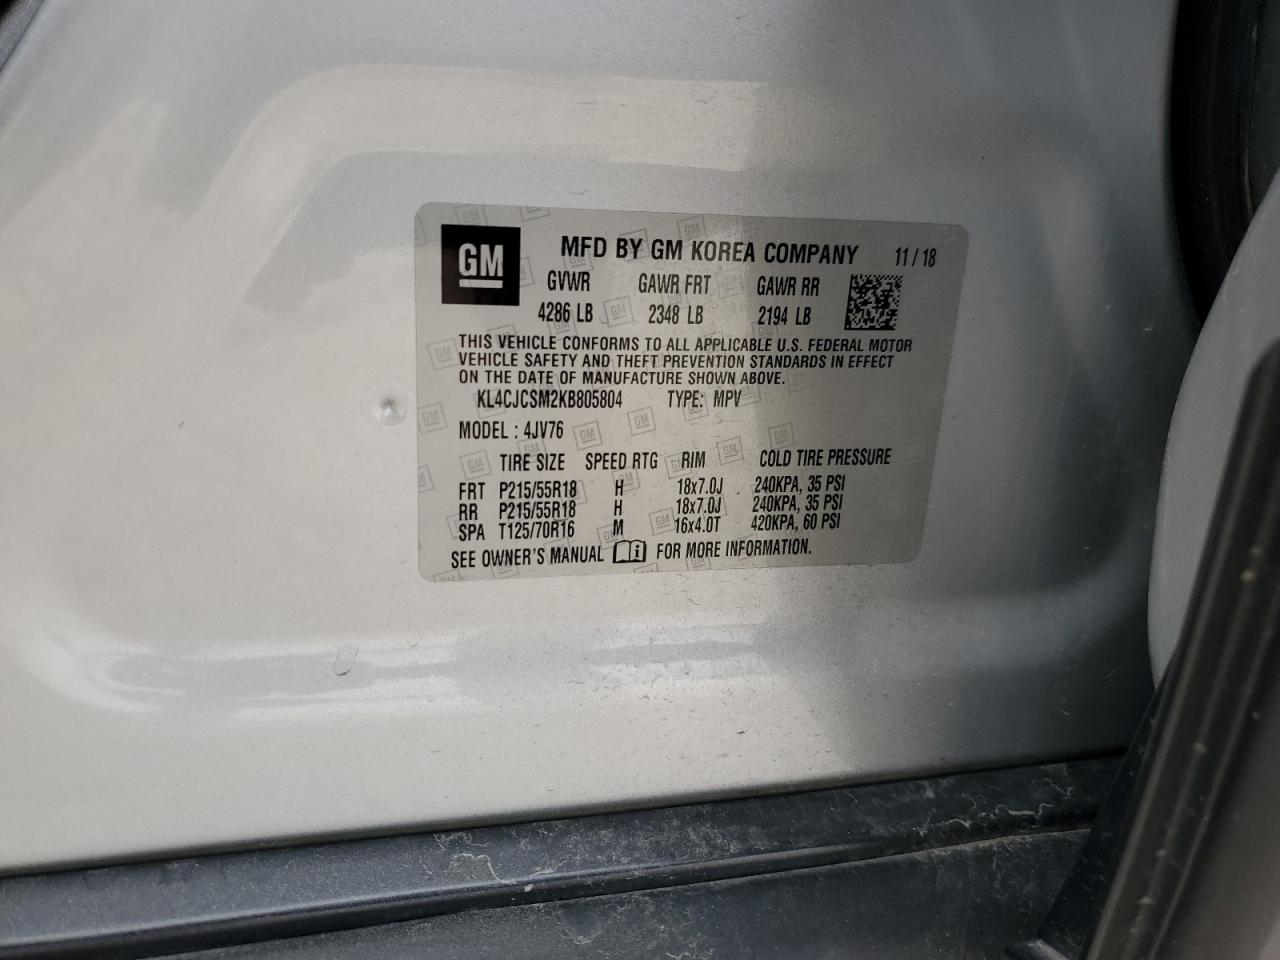 GM MFD BY GM KOREA COMPANY 11 / 18
GVWR GAWR FRT GAWR RR
4286 LB 2348 LB 2194 LB
THIS VEHICLE CONFORMS TO ALL APPLICABLE U.S. FEDERAL MOTOR
VEHICLE SAFETY AND THEFT PREVENTION STANDARDS IN EFFECT
ON THE DATE OF MANUFACTURE SHOWN ABOVE.
KL4CJCSM2KB805804 TYPE: MPV
MODEL : 4JV76
TIRE SIZE SPEED RTG RIM COLD TIRE PRESSURE
FRT P215/55R18 H 18x7.0J 240KPA, 35 PSI
RR P215/55R18 H 18x7.0J 240KPA, 35 PSI
SPA T125/70R16 M 16x4.0T 420KPA, 60 PSI
SEE OWNER'S MANUAL i FOR MORE INFORMATION.